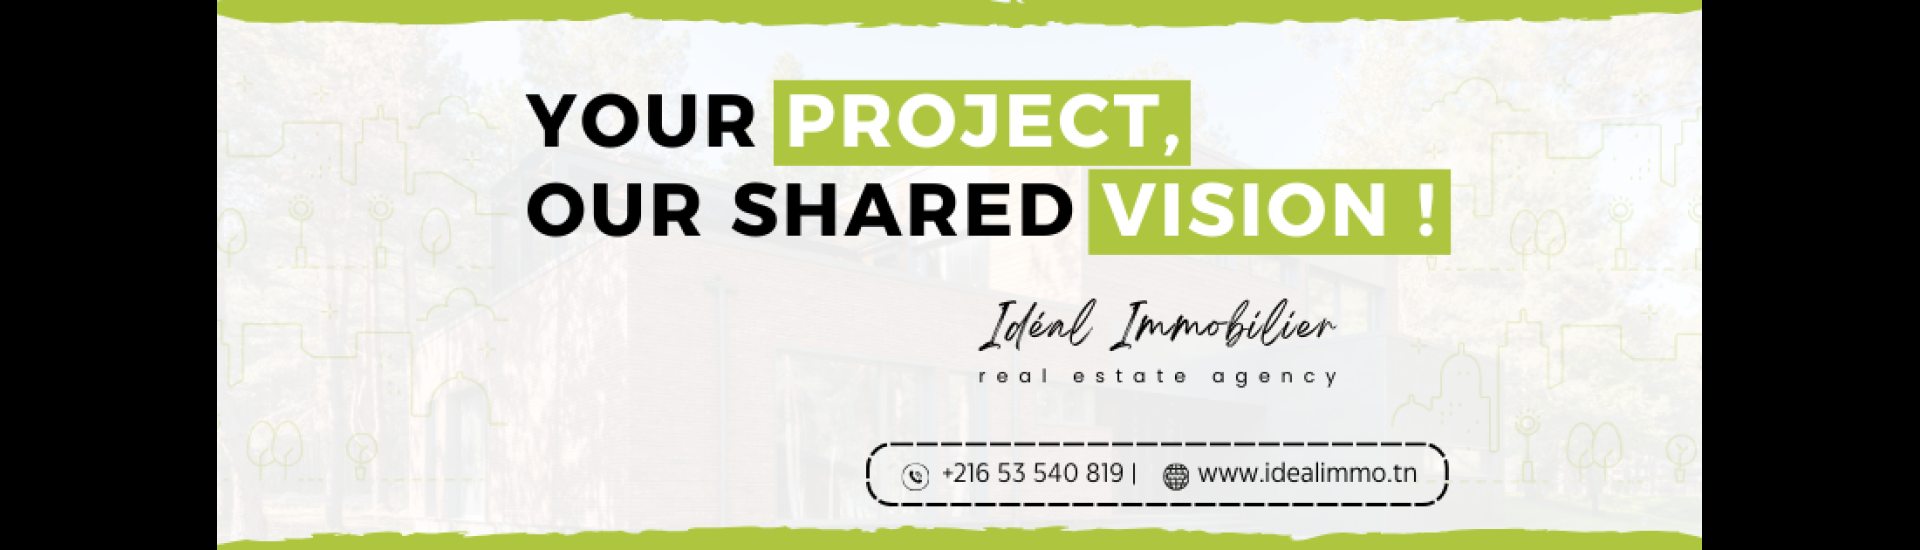 YOUR PROJECT,
OUR SHARED VISION !
Idéal Immobilier
real estate agency
+216 53 540 819 | www.idealimmo.tn